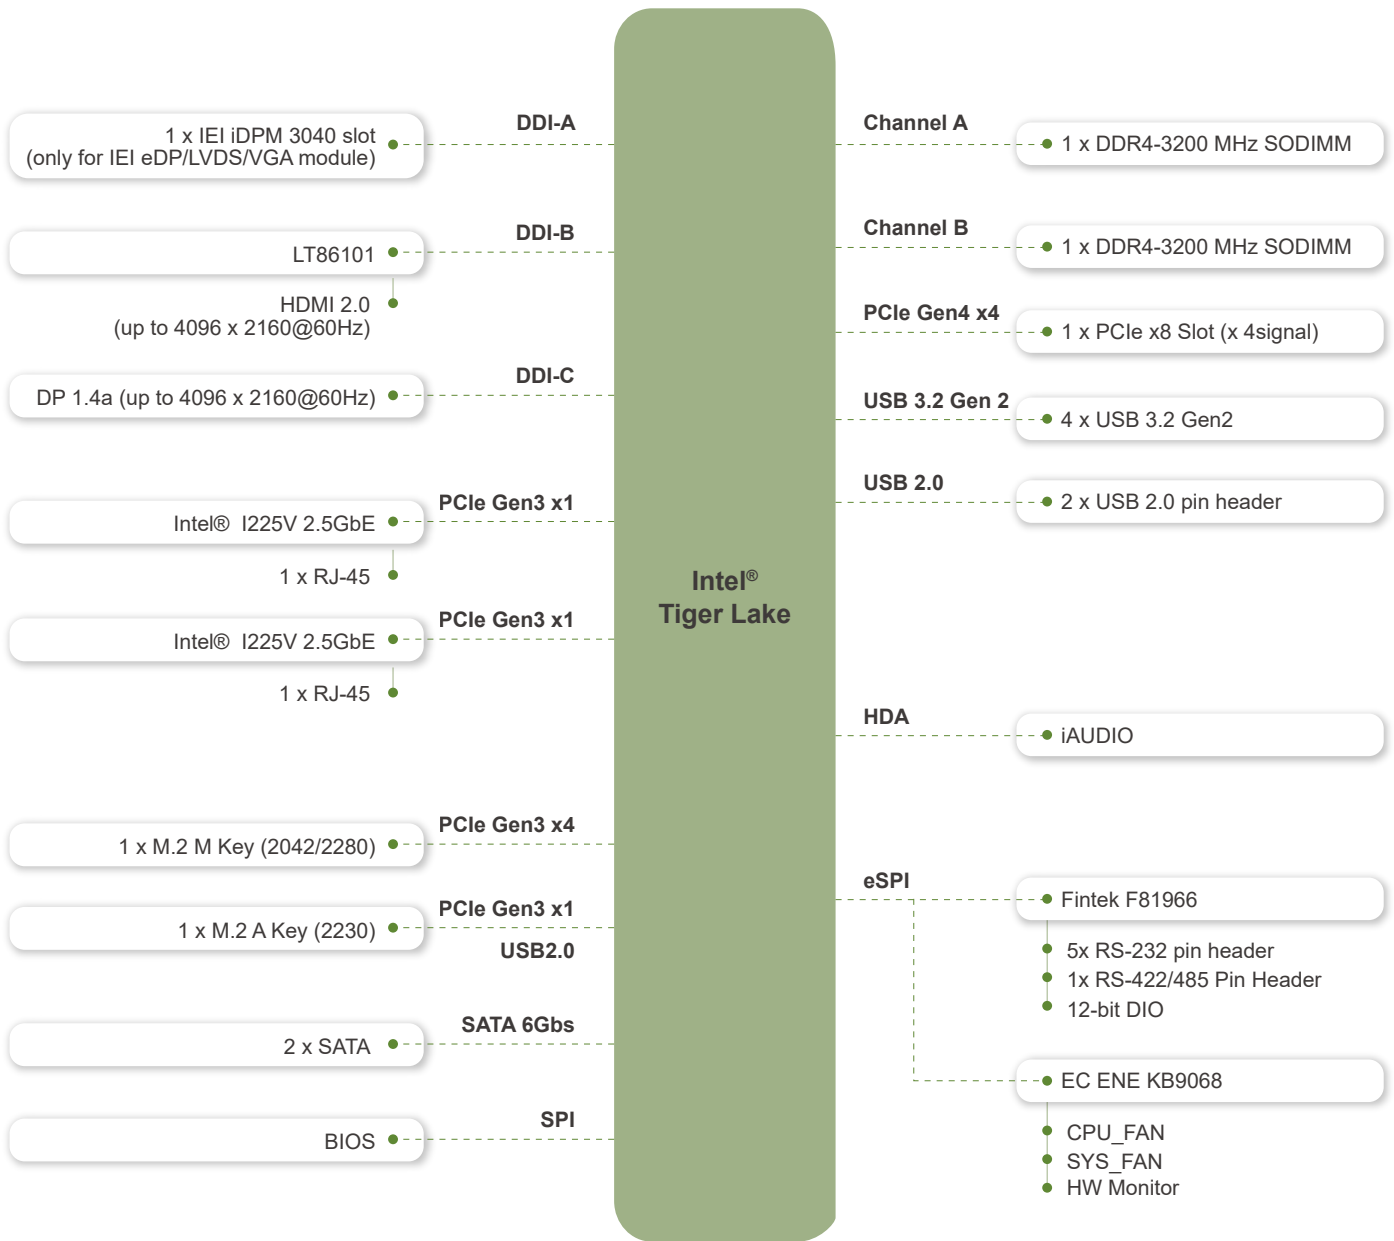 DDI-A
1 x IEI iDPM 3040 slot
(only for IEI eDP/LVDS/VGA module)
DDI-B
LT86101
HDMI 2.0
(up to 4096 x 2160@60Hz)
DDI-C
DP 1.4a (up to 4096 x 2160@60Hz)
PCIe Gen3 x1
Intel® I225V 2.5GbE
1 x RJ-45
PCIe Gen3 x1
Intel® I225V 2.5GbE
1 x RJ-45
PCIe Gen3 x4
1 x M.2 M Key (2042/2280)
PCIe Gen3 x1
1 x M.2 A Key (2230)
USB2.0
SATA 6Gbs
2 x SATA
SPI
BIOS
Intel®
Tiger Lake
Channel A
1 x DDR4-3200 MHz SODIMM
Channel B
1 x DDR4-3200 MHz SODIMM
PCIe Gen4 x4
1 x PCIe x8 Slot (x 4signal)
USB 3.2 Gen 2
4 x USB 3.2 Gen2
USB 2.0
2 x USB 2.0 pin header
HDA
iAUDIO
eSPI
Fintek F81966
5x RS-232 pin header
1x RS-422/485 Pin Header
12-bit DIO
EC ENE KB9068
CPU_FAN
SYS_FAN
HW Monitor